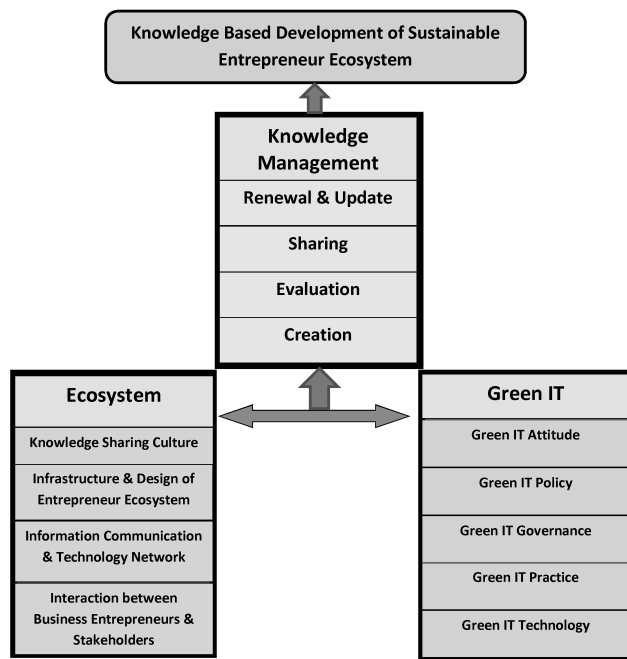 Knowledge Based Development of Sustainable
Entrepreneur Ecosystem
Knowledge
Management
Renewal & Update
Sharing
Evaluation
Creation
Ecosystem
Knowledge Sharing Culture
Infrastructure & Design of
Entrepreneur Ecosystem
Information Communication
& Technology Network
Interaction between
Business Entrepreneurs &
Stakeholders
Green IT
Green IT Attitude
Green IT Policy
Green IT Governance
Green IT Practice
Green IT Technology